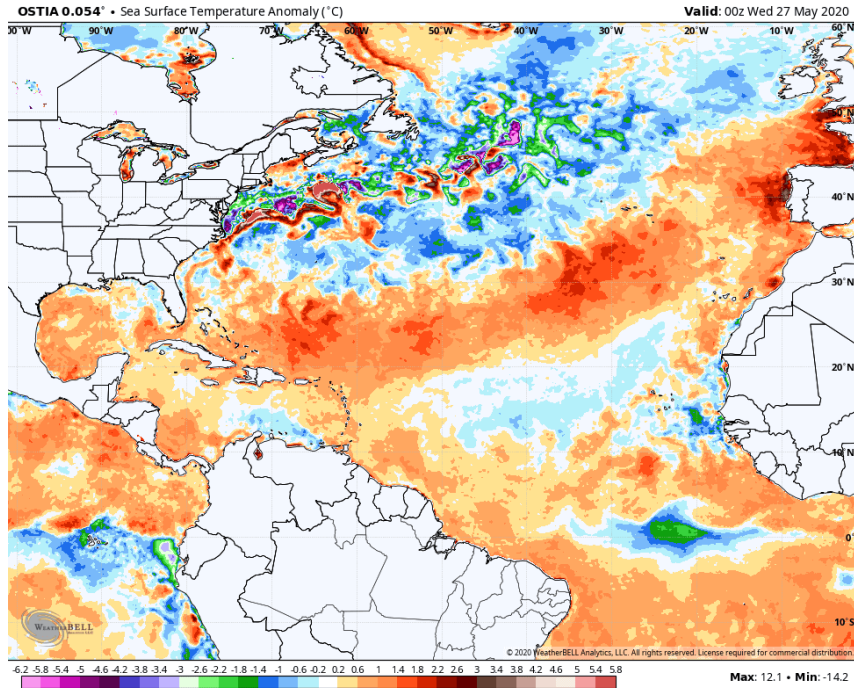 OSTIA 0.054° • Sea Surface Temperature Anomaly (°C) Valid: 00z Wed 27 May 2020
90°W 80°W 70°W 60°W 50°W 40°W 30°W 20°W 10°W
50°N
40°N
30°N
20°N
10°N
0°
10°S
WeatherBELL
© 2020 WeatherBELL Analytics, LLC. All rights reserved. License required for commercial distribution.
-6.2 -5.8 -5.4 -5 -4.6 -4.2 -3.8 -3.4 -3 -2.6 -2.2 -1.8 -1.4 -1 -0.6 -0.2 0.2 0.6 1 1.4 1.8 2.2 2.6 3 3.4 3.8 4.2 4.6 5 5.4 5.8
Max: 12.1 • Min: -14.2